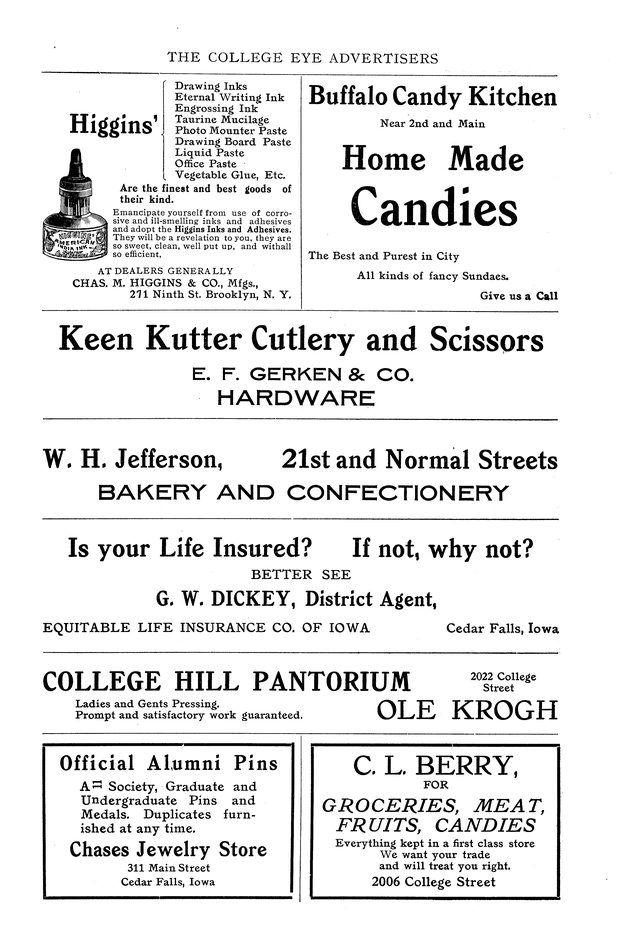 THE COLLEGE EYE ADVERTISERS
Higgins'
Drawing Inks
Eternal Writing Ink
Engrossing Ink
Taurine Mucilage
Photo Mounter Paste
Drawing Board Paste
Liquid Paste
Office Paste
Vegetable Glue, Etc.
Are the finest and best goods of
their kind.
Emancipate yourself from use of corro-
sive and ill-smelling inks and adhesives
and adopt the Higgins Inks and Adhesives.
They will be a revelation to you, they are
so sweet, clean, well put up, and withall
so efficient.
HIGGINS'
AMERICAN
INDIA INK
AT DEALERS GENERALLY
CHAS. M. HIGGINS & CO., Mfgs.,
271 Ninth St. Brooklyn, N. Y.
Buffalo Candy Kitchen
Near 2nd and Main
Home Made
Candies
The Best and Purest in City
All kinds of fancy Sundaes.
Give us a Call
Keen Kutter Cutlery and Scissors
E. F. GERKEN & CO.
HARDWARE
W. H. Jefferson, 21st and Normal Streets
BAKERY AND CONFECTIONERY
Is your Life Insured? If not, why not?
BETTER SEE
G. W. DICKEY, District Agent,
EQUITABLE LIFE INSURANCE CO. OF IOWA Cedar Falls, Iowa
COLLEGE HILL PANTORIUM
2022 College
Street
Ladies and Gents Pressing.
Prompt and satisfactory work guaranteed.
OLE KROGH
Official Alumni Pins
Society, Graduate and
Undergraduate Pins and
Medals. Duplicates furn-
ished at any time.
Chases Jewelry Store
311 Main Street
Cedar Falls, Iowa
C. L. BERRY,
FOR
GROCERIES, MEAT,
FRUITS, CANDIES
Everything kept in a first class store
We want your trade
and will treat you right.
2006 College Street